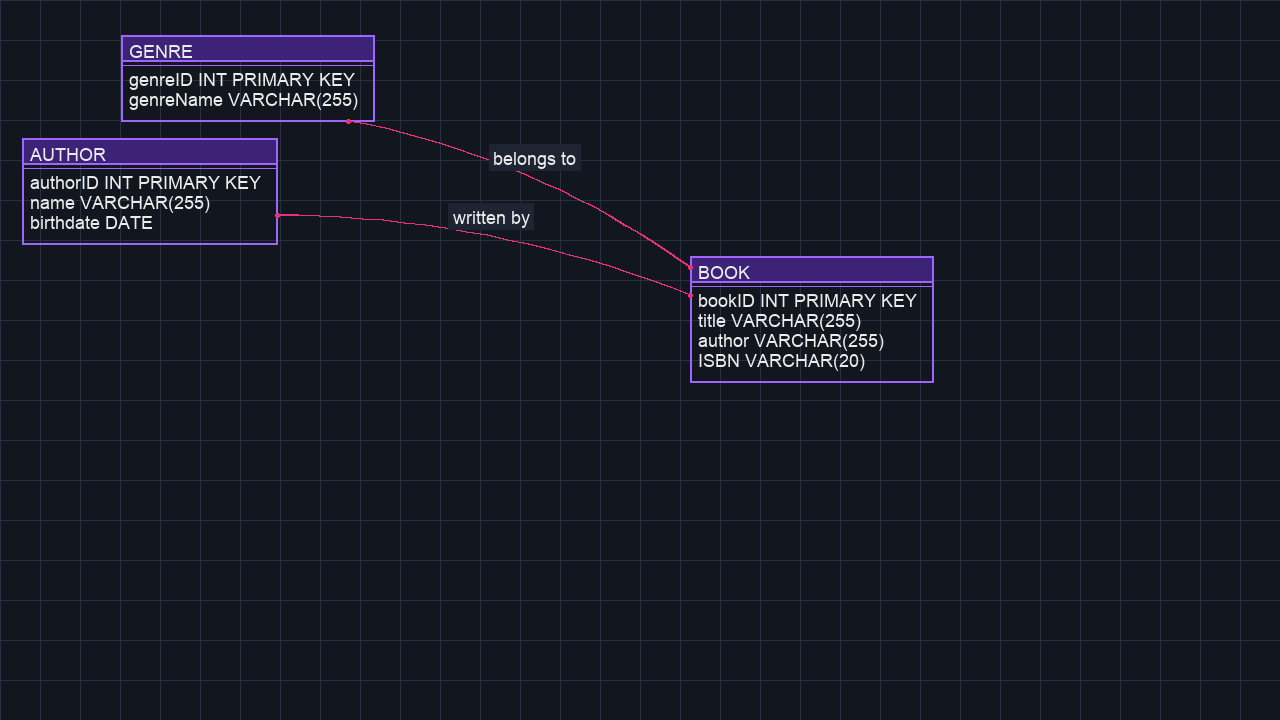 GENRE
genreID INT PRIMARY KEY
genreName VARCHAR(255)
AUTHOR
authorID INT PRIMARY KEY
name VARCHAR(255)
birthdate DATE
belongs to
written by
BOOK
bookID INT PRIMARY KEY
title VARCHAR(255)
author VARCHAR(255)
ISBN VARCHAR(20)